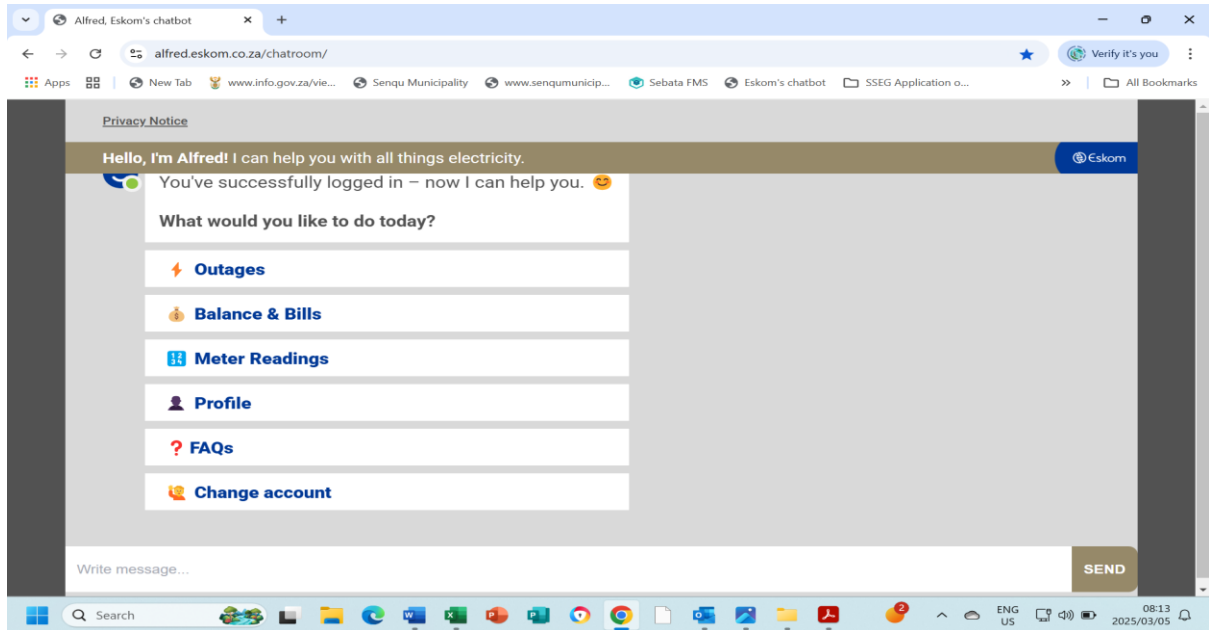 Alfred, Eskom's chatbot
alfred.eskom.co.za/chatroom/
Verify it's you
Apps
New Tab
www.info.gov.za/vie...
Senqu Municipality
www.senqumunicip...
Sebata FMS
Eskom's chatbot
SSEG Application o...
All Bookmarks
Privacy Notice
Hello, I'm Alfred! I can help you with all things electricity.
Eskom
You've successfully logged in – now I can help you. 😊
What would you like to do today?
Outages
Balance & Bills
Meter Readings
Profile
FAQs
Change account
Write message...
SEND
Search
2
ENG
US
08:13
2025/03/05